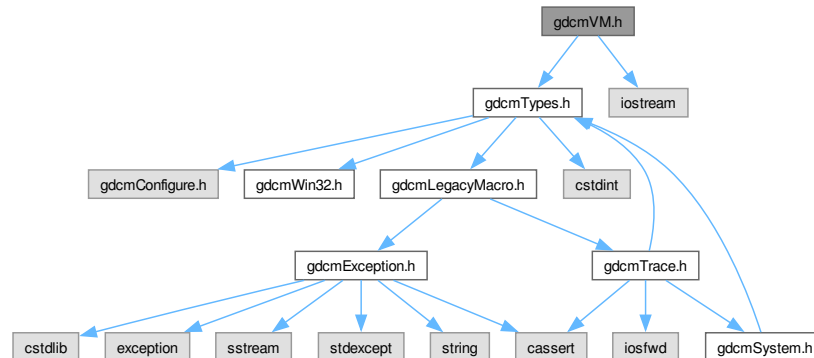 gdcmVM.h
gdcmTypes.h
iostream
gdcmConfigure.h
gdcmWin32.h
gdcmLegacyMacro.h
cstdint
gdcmException.h
gdcmTrace.h
cstdlib
exception
sstream
stdexcept
string
cassert
iosfwd
gdcmSystem.h